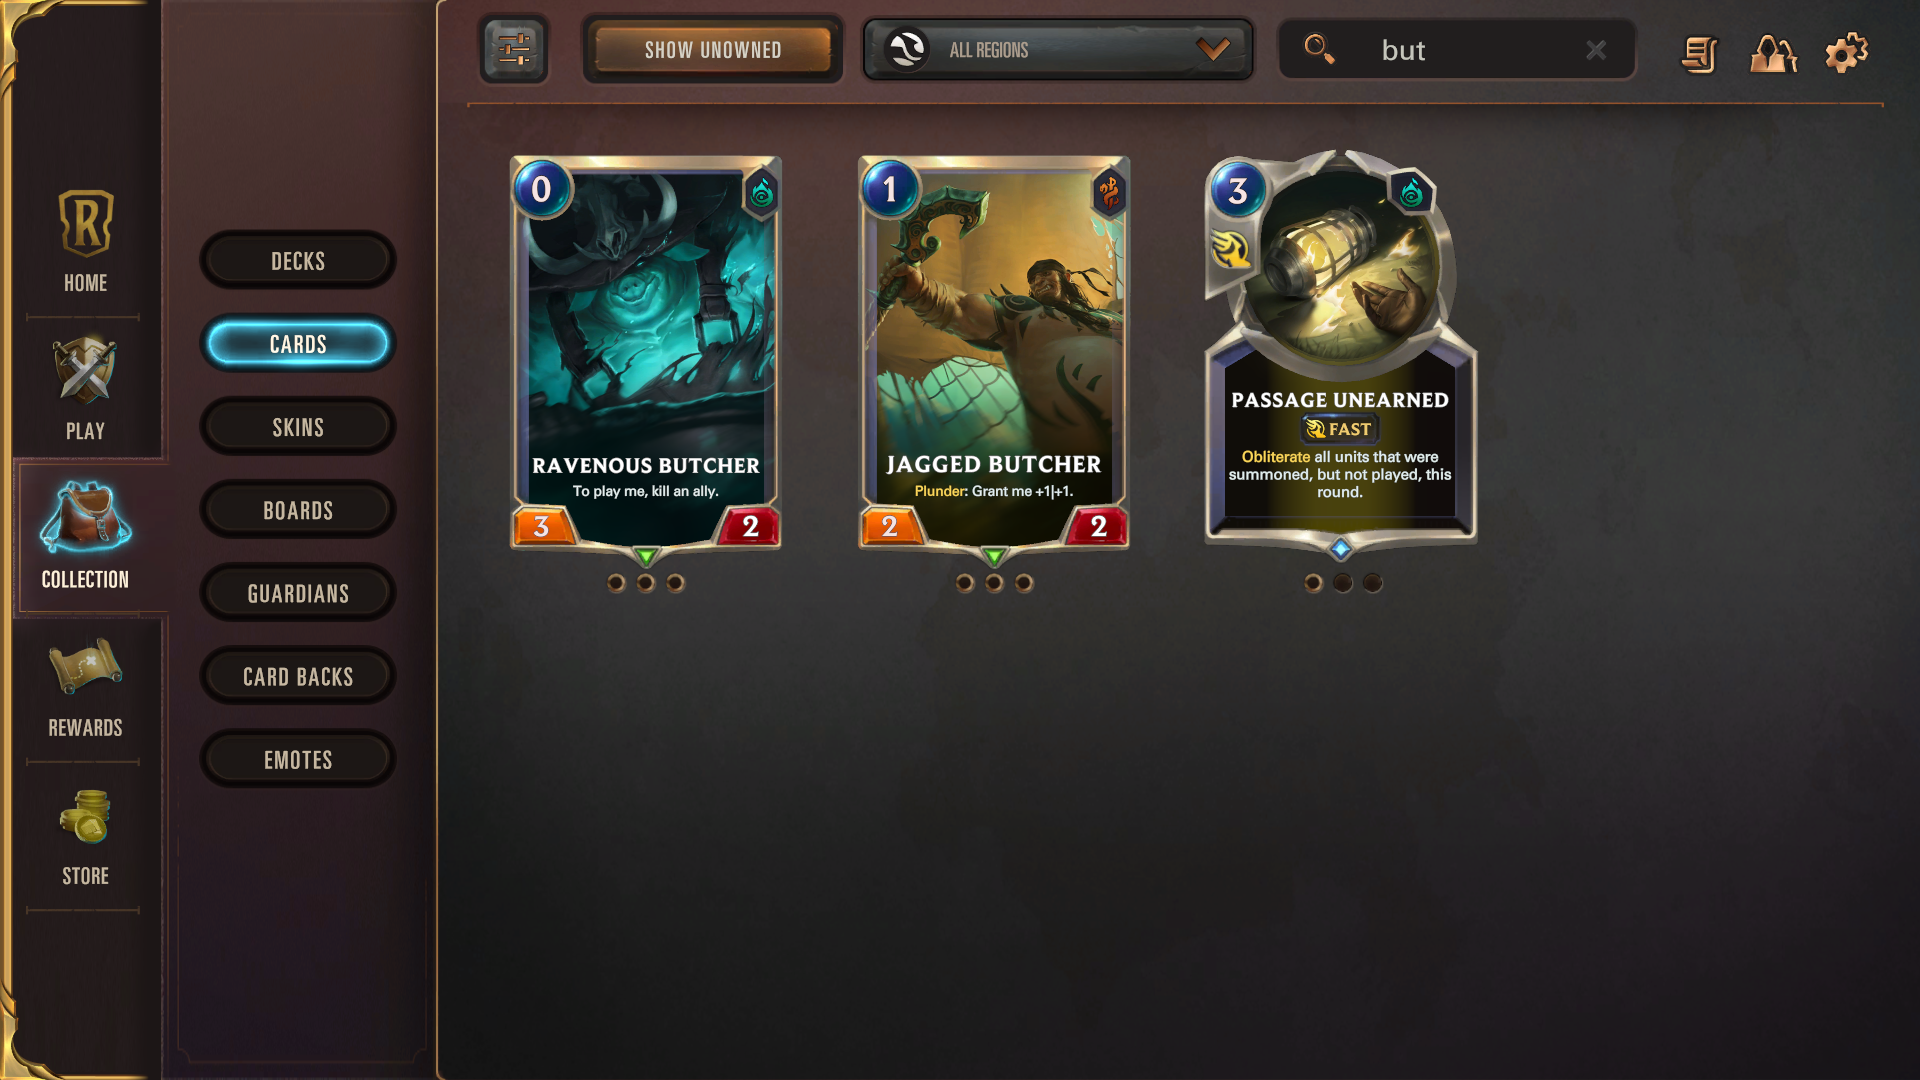 SHOW UNOWNED
ALL REGIONS
but
HOME
PLAY
COLLECTION
REWARDS
STORE
DECKS
CARDS
SKINS
BOARDS
GUARDIANS
CARD BACKS
EMOTES
0
RAVENOUS BUTCHER
To play me, kill an ally.
3
2
1
JAGGED BUTCHER
Plunder: Grant me +1|+1.
2
2
3
PASSAGE UNEARNED
FAST
Obliterate all units that were
summoned, but not played, this
round.